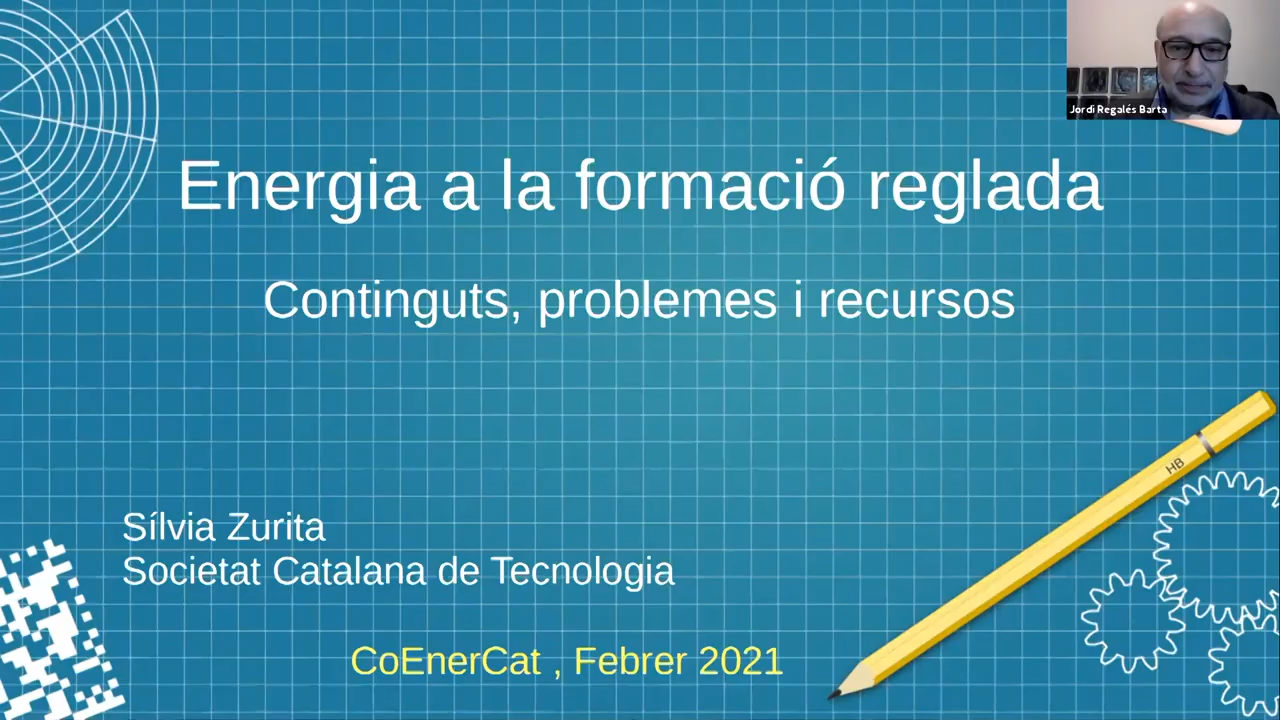 Jordi Regalés Barta
Energia a la formació reglada
Continguts, problemes i recursos
HB
Sílvia Zurita
Societat Catalana de Tecnologia
CoEnerCat , Febrer 2021